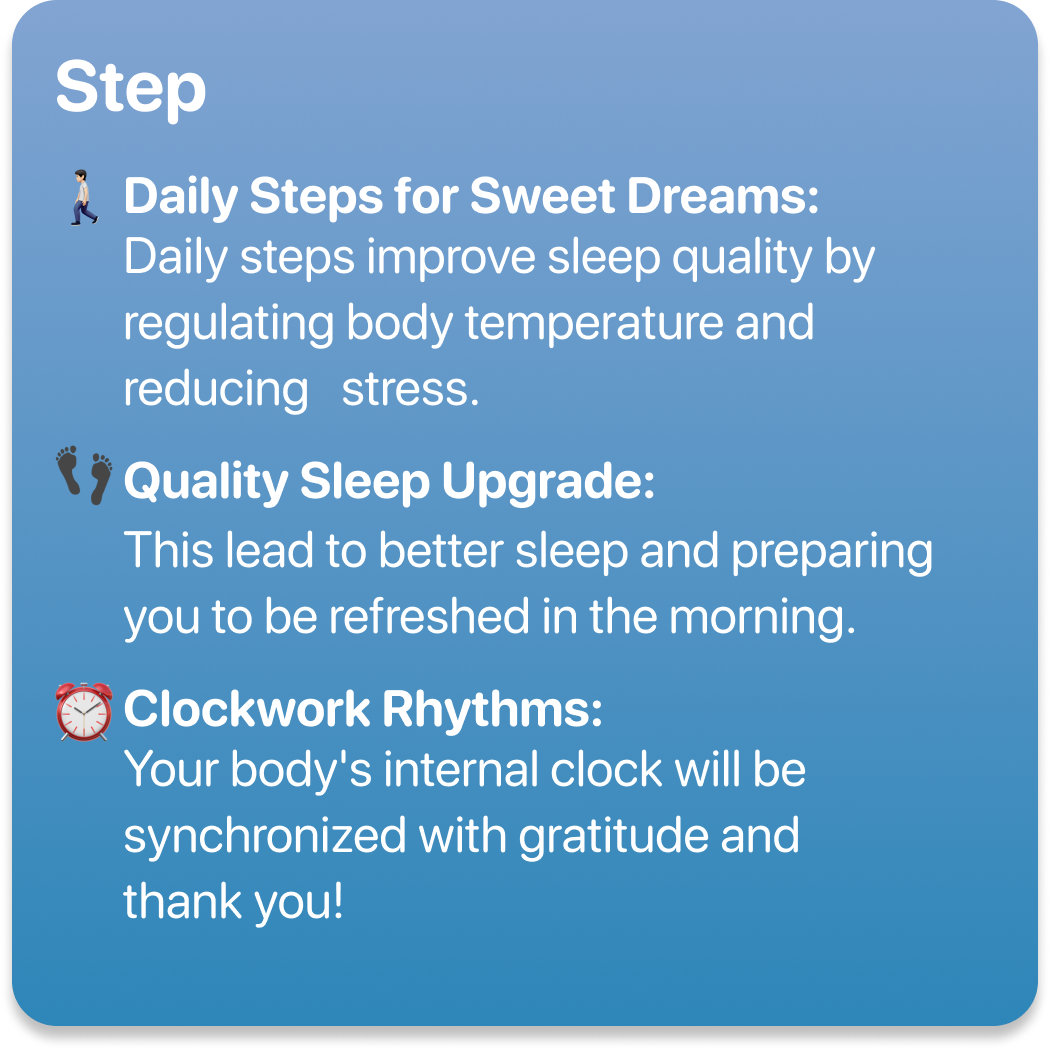 Step
Daily Steps for Sweet Dreams:
Daily steps improve sleep quality by
regulating body temperature and
reducing   stress.
Quality Sleep Upgrade:
This lead to better sleep and preparing
you to be refreshed in the morning.
Clockwork Rhythms:
Your body's internal clock will be
synchronized with gratitude and
thank you!